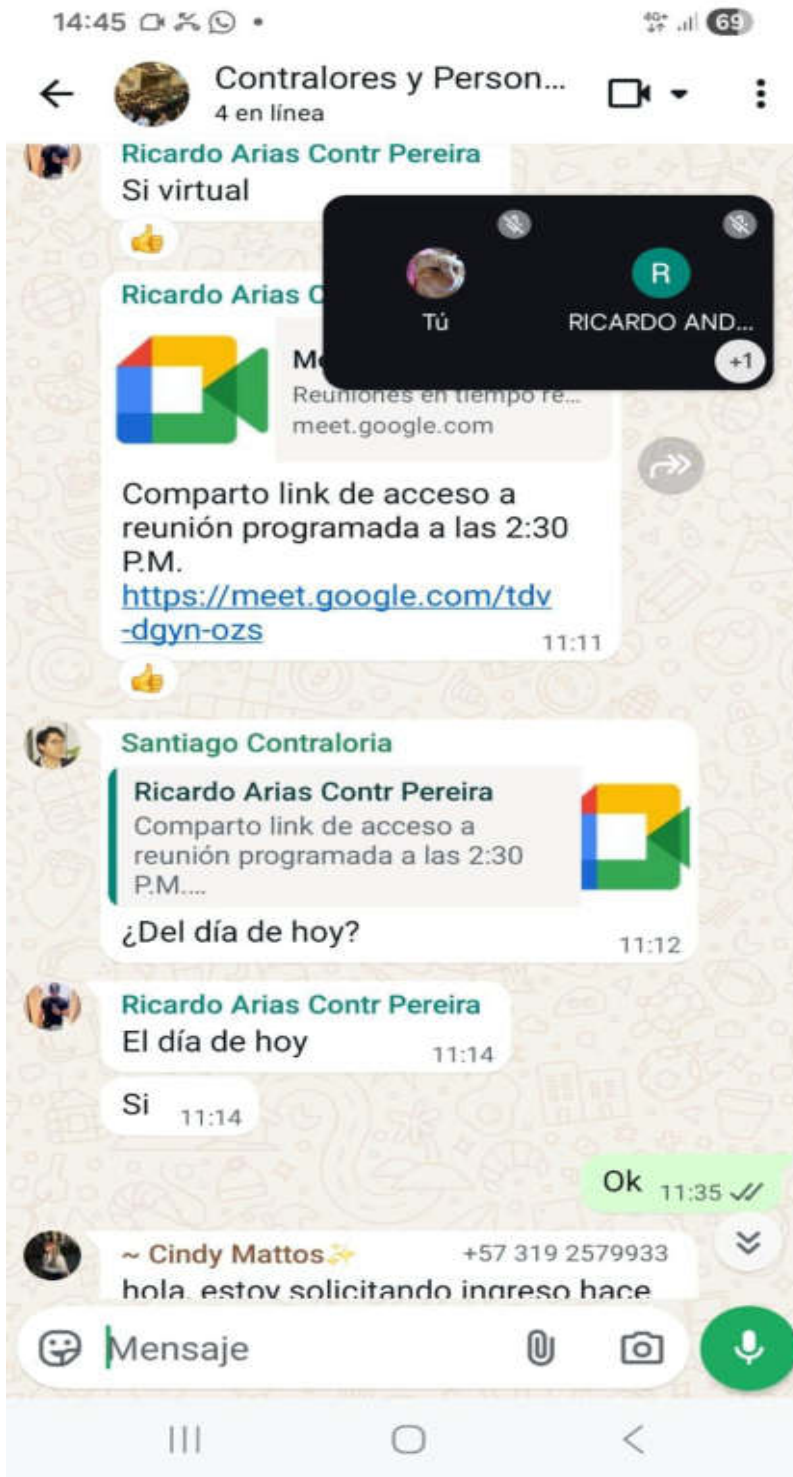 14:45
4G+ 69
Contralores y Person...
4 en línea
Ricardo Arias Contr Pereira
Si virtual
Ricardo Arias
Tú
R
RICARDO AND...
+1
Reuniones en tiempo re...
meet.google.com
Comparto link de acceso a
reunión programada a las 2:30
P.M.
https://meet.google.com/tdv
-dgyn-ozs
11:11
Santiago Contraloria
Ricardo Arias Contr Pereira
Comparto link de acceso a
reunión programada a las 2:30
P.M....
¿Del día de hoy?
11:12
Ricardo Arias Contr Pereira
El día de hoy
11:14
Si 11:14
Ok 11:35
~ Cindy Mattos✨ +57 319 2579933
hola, estoy solicitando ingreso hace
Mensaje